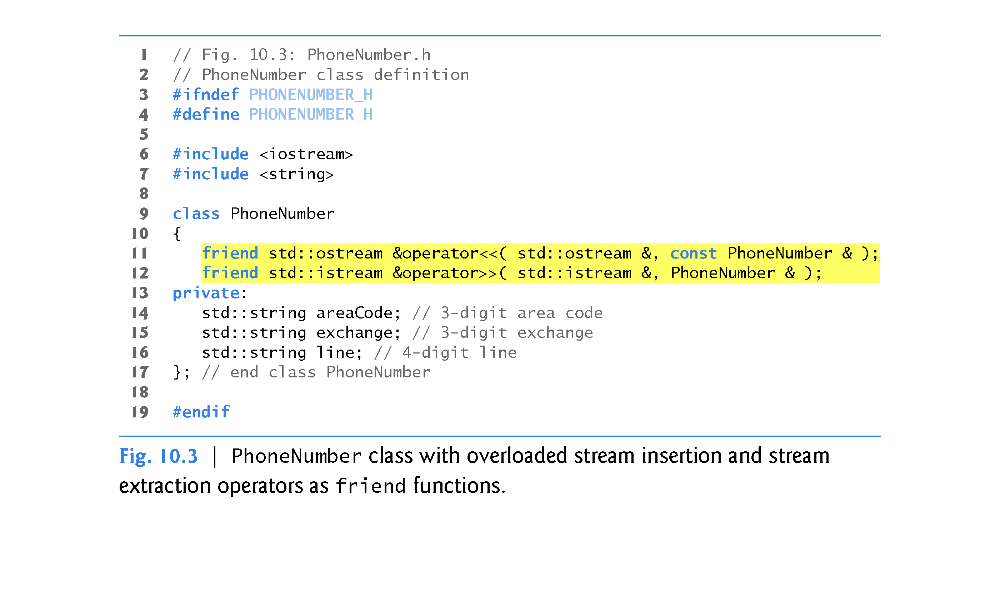 1 // Fig. 10.3: PhoneNumber.h
2 // PhoneNumber class definition
3 #ifndef PHONENUMBER_H
4 #define PHONENUMBER_H
5
6 #include <iostream>
7 #include <string>
8
9 class PhoneNumber
10 {
11 friend std::ostream &operator<<( std::ostream &, const PhoneNumber & );
12 friend std::istream &operator>>( std::istream &, PhoneNumber & );
13 private:
14 std::string areaCode; // 3-digit area code
15 std::string exchange; // 3-digit exchange
16 std::string line; // 4-digit line
17 }; // end class PhoneNumber
18
19 #endif
Fig. 10.3 | PhoneNumber class with overloaded stream insertion and stream
extraction operators as friend functions.